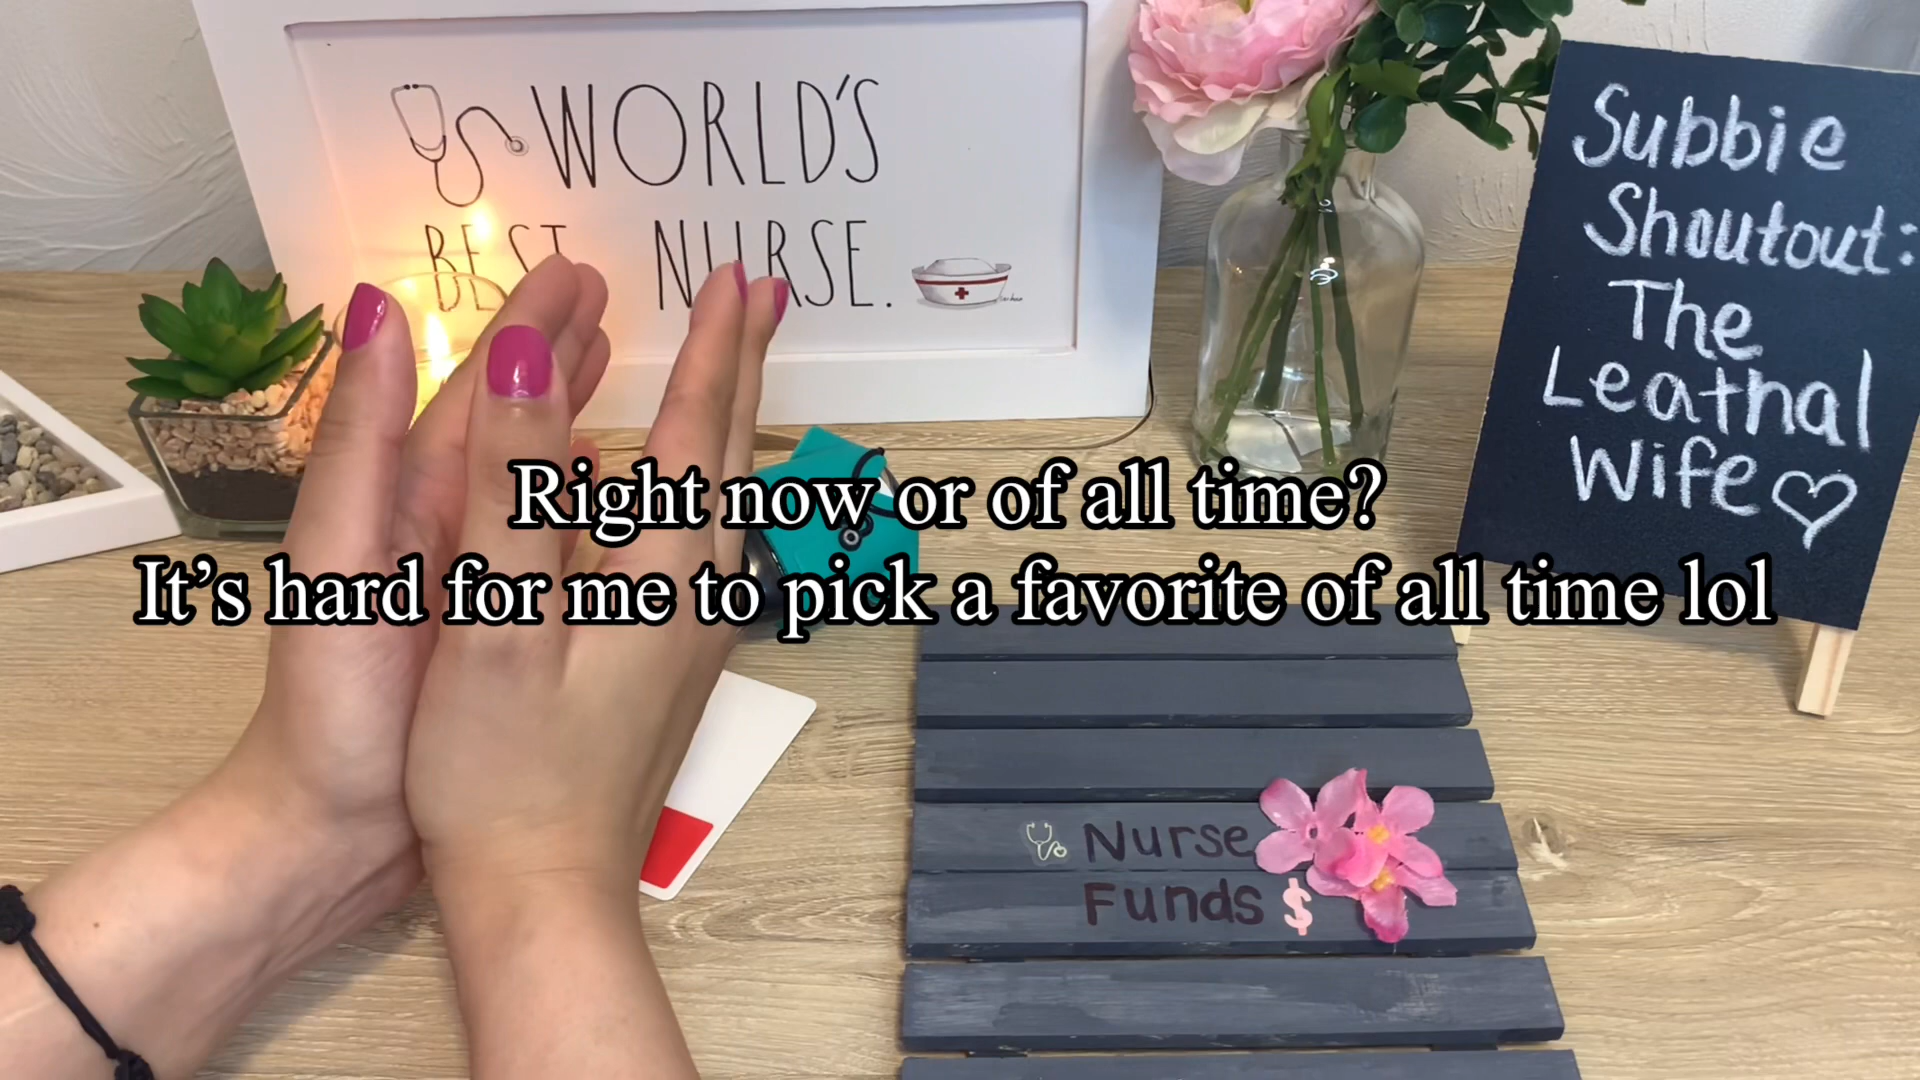 WORLD'S
BEST NURSE.
Subbie
Shoutout:
The
Leathal
Wife
Right now or of all time?
It’s hard for me to pick a favorite of all time lol
Nurse
Funds $